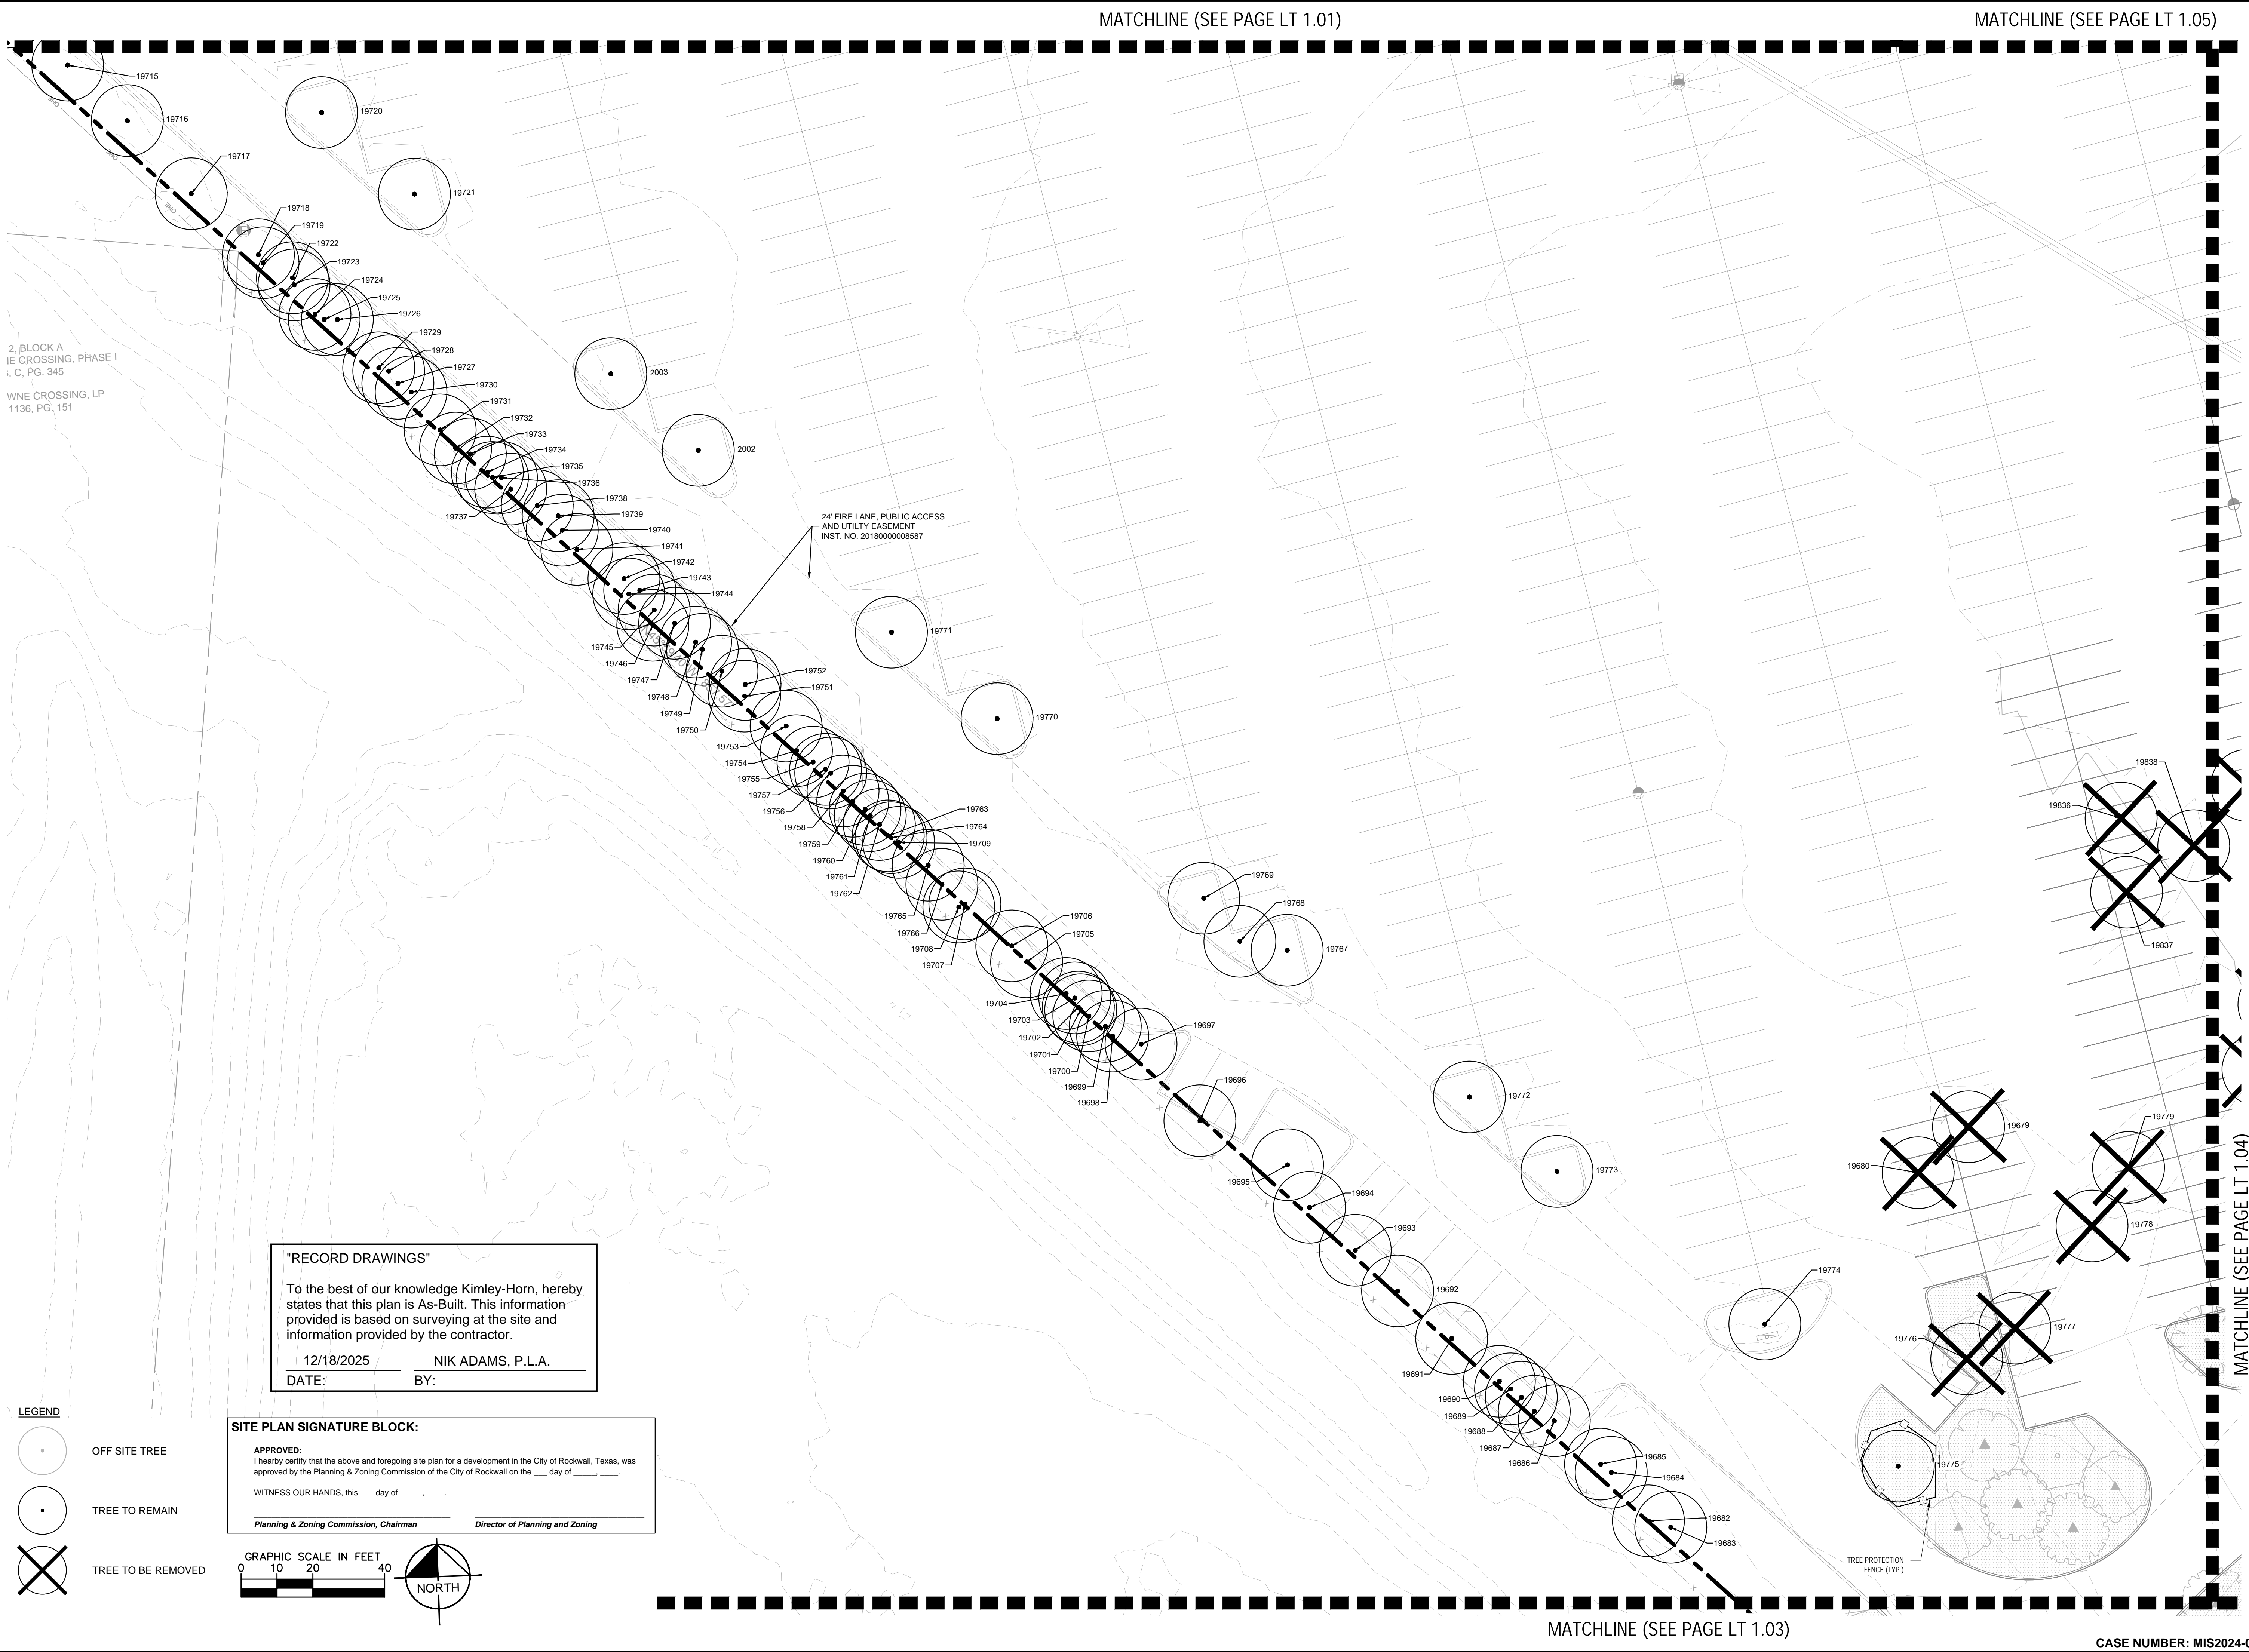 MATCHLINE (SEE PAGE LT 1.01)
MATCHLINE (SEE PAGE LT 1.05)
19715
19716
19717
19720
19721
19718
19719
19722
19723
19724
19725
19726
19729
19728
19727
19730
19731
19732
19733
19734
19735
19736
19737
19738
19739
19740
19741
19742
19743
19744
19745
19746
19747
19748
19749
19750
19752
19751
19753
19754
19755
19757
19756
19758
19759
19760
19761
19762
19763
19764
19709
19765
19766
19708
19707
19706
19705
19704
19703
19702
19701
19700
19699
19698
19697
19696
19695
19694
19693
19692
19691
19690
19689
19688
19687
19686
19685
19684
19682
19683
2003
2002
19771
19770
19769
19768
19767
19772
19773
19774
19775
19838
19836
19837
19679
19680
19779
19778
19777
19776
2, BLOCK A
NE CROSSING, PHASE I
C, PG. 345
WNE CROSSING, LP
1136, PG. 151
24' FIRE LANE, PUBLIC ACCESS
AND UTILTY EASEMENT
INST. NO. 20180000008587
TREE PROTECTION
FENCE (TYP.)
MATCHLINE (SEE PAGE LT 1.04)
"RECORD DRAWINGS"
To the best of our knowledge Kimley-Horn, hereby
states that this plan is As-Built. This information
provided is based on surveying at the site and
information provided by the contractor.
12/18/2025 NIK ADAMS, P.L.A.
DATE: BY:
LEGEND
OFF SITE TREE
TREE TO REMAIN
TREE TO BE REMOVED
SITE PLAN SIGNATURE BLOCK:
APPROVED:
I hearby certify that the above and foregoing site plan for a development in the City of Rockwall, Texas, was
approved by the Planning & Zoning Commission of the City of Rockwall on the ___ day of _____, ____.
WITNESS OUR HANDS, this ___ day of _____, ____.
Planning & Zoning Commission, Chairman
Director of Planning and Zoning
GRAPHIC SCALE IN FEET
0 10 20 40
NORTH
MATCHLINE (SEE PAGE LT 1.03)
CASE NUMBER: MIS2024-0